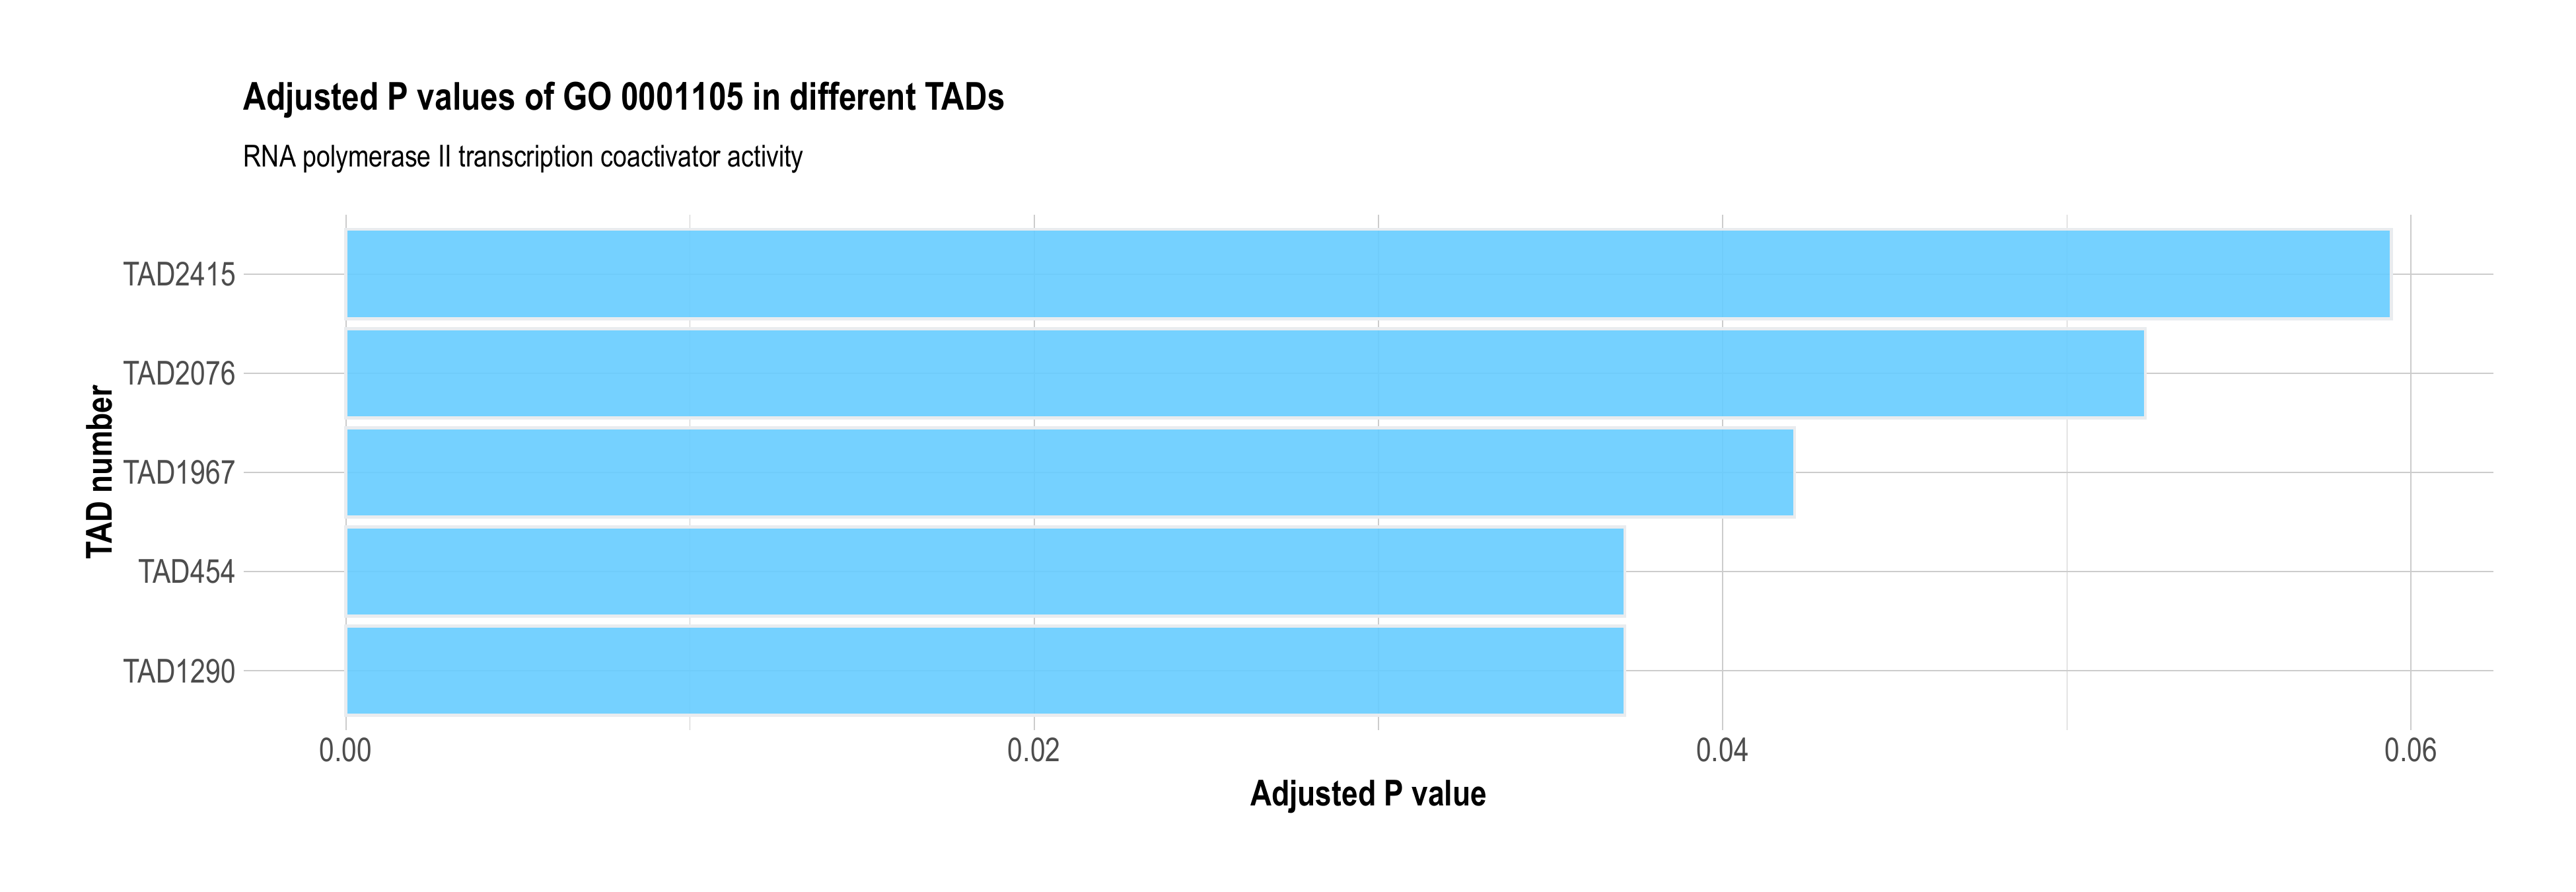 Adjusted P values of GO 0001105 in different TADs
RNA polymerase II transcription coactivator activity
TAD number
TAD2415
TAD2076
TAD1967
TAD454
TAD1290
0.00 0.02 0.04 0.06
Adjusted P value